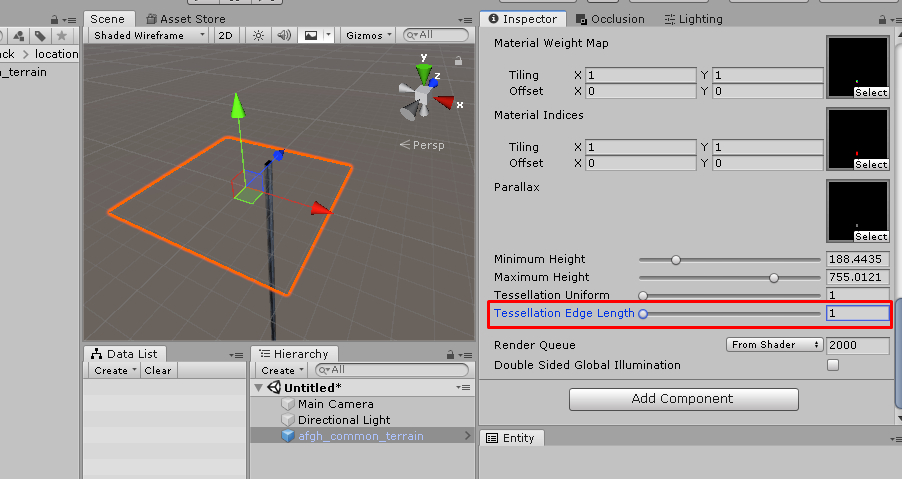 Scene
Asset Store
Shaded Wireframe
2D
Gizmos
All
ack
location
_terrain
y
z
x
Persp
Data List
Create
Clear
Hierarchy
Create
All
Untitled*
Main Camera
Directional Light
afgh_common_terrain
Inspector
Occlusion
Lighting
Material Weight Map
Tiling X 1 Y 1
Offset X 0 Y 0
Select
Material Indices
Tiling X 1 Y 1
Offset X 0 Y 0
Select
Parallax
Select
Minimum Height 188.4435
Maximum Height 755.0121
Tessellation Uniform 1
Tessellation Edge Length 1
Render Queue From Shader 2000
Double Sided Global Illumination
Add Component
Entity